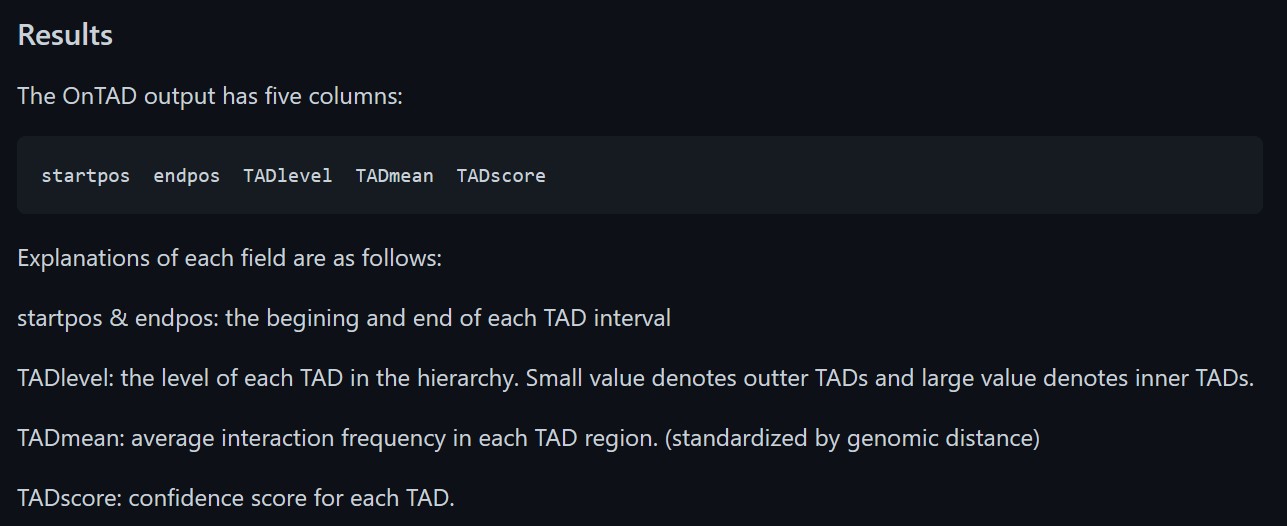 Results
The OnTAD output has five columns:
startpos  endpos  TADlevel  TADmean  TADscore
Explanations of each field are as follows:
startpos & endpos: the begining and end of each TAD interval
TADlevel: the level of each TAD in the hierarchy. Small value denotes outter TADs and large value denotes inner TADs.
TADmean: average interaction frequency in each TAD region. (standardized by genomic distance)
TADscore: confidence score for each TAD.